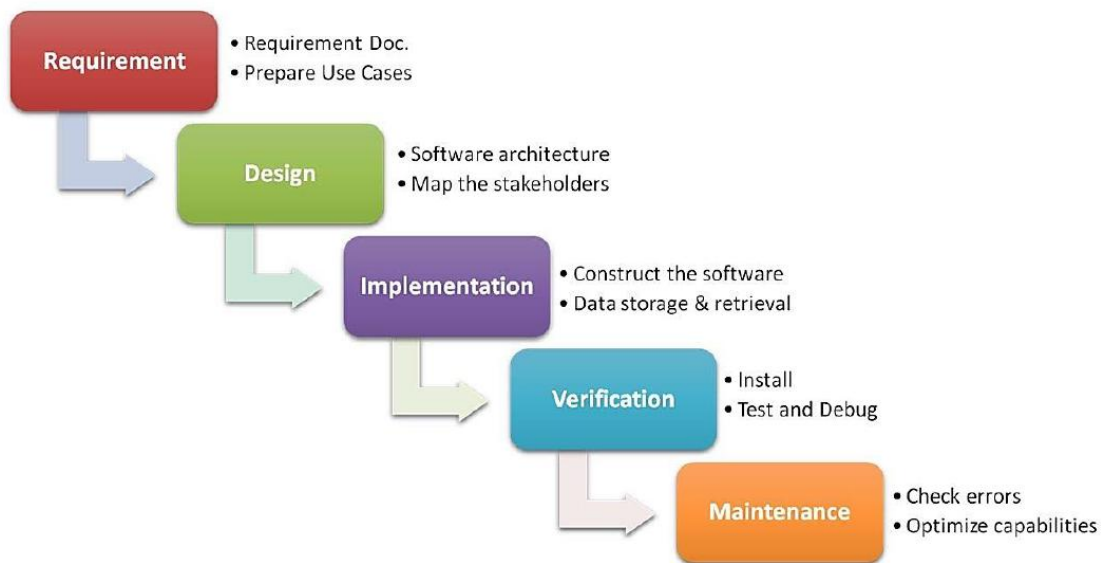 Requirement
• Requirement Doc.
• Prepare Use Cases
Design
• Software architecture
• Map the stakeholders
Implementation
• Construct the software
• Data storage & retrieval
Verification
• Install
• Test and Debug
Maintenance
• Check errors
• Optimize capabilities